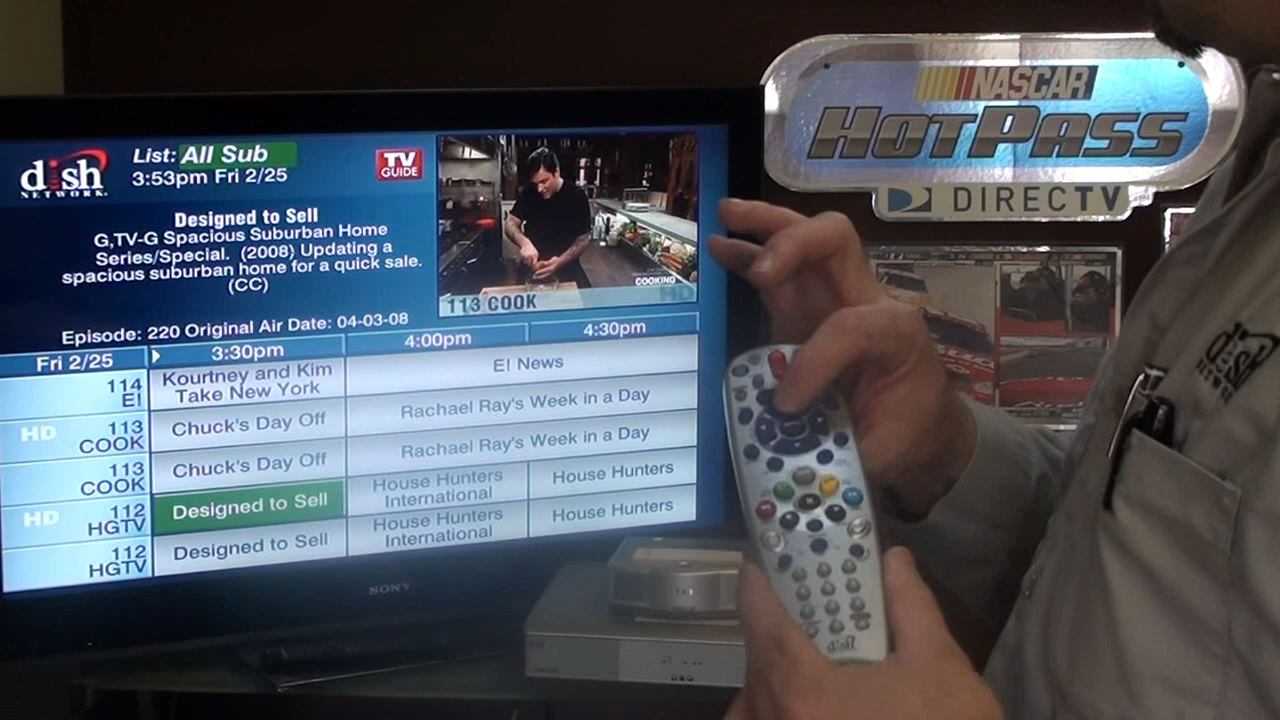 dish
NETWORK.
List: All Sub
3:53pm Fri 2/25
TV
GUIDE
Designed to Sell
G,TV-G Spacious Suburban Home
Series/Special. (2008) Updating a
spacious suburban home for a quick sale.
(CC)
Episode: 220 Original Air Date: 04-03-08
COOKING
113 COOK
HD
Fri 2/25
3:30pm
4:00pm
4:30pm
114
E!
Kourtney and Kim
Take New York
E! News
HD
113
COOK
Chuck's Day Off
Rachael Ray's Week in a Day
113
COOK
Chuck's Day Off
Rachael Ray's Week in a Day
HD
112
HGTV
Designed to Sell
House Hunters
International
House Hunters
112
HGTV
Designed to Sell
House Hunters
International
House Hunters
SONY
NASCAR
HOTPASS
DIRECTV
dish
NETWORK
dish